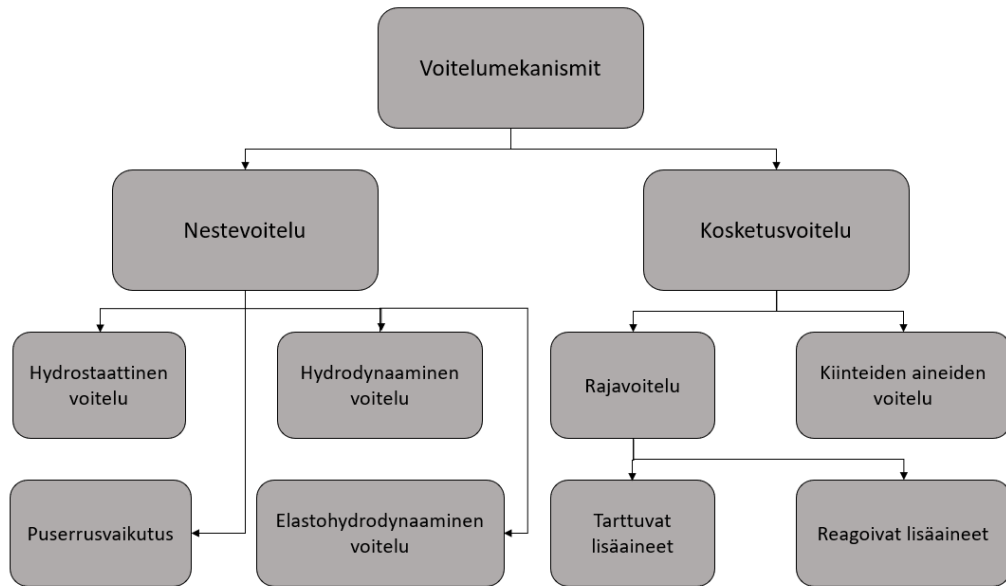 Voitelumekanismit
Nestevoitelu
Kosketusvoitelu
Hydrostaattinen
voitelu
Hydrodynaaminen
voitelu
Rajavoitelu
Kiinteiden aineiden
voitelu
Puserrusvaikutus
Elastohydrodynaaminen
voitelu
Tarttuvat
lisäaineet
Reagoivat lisäaineet